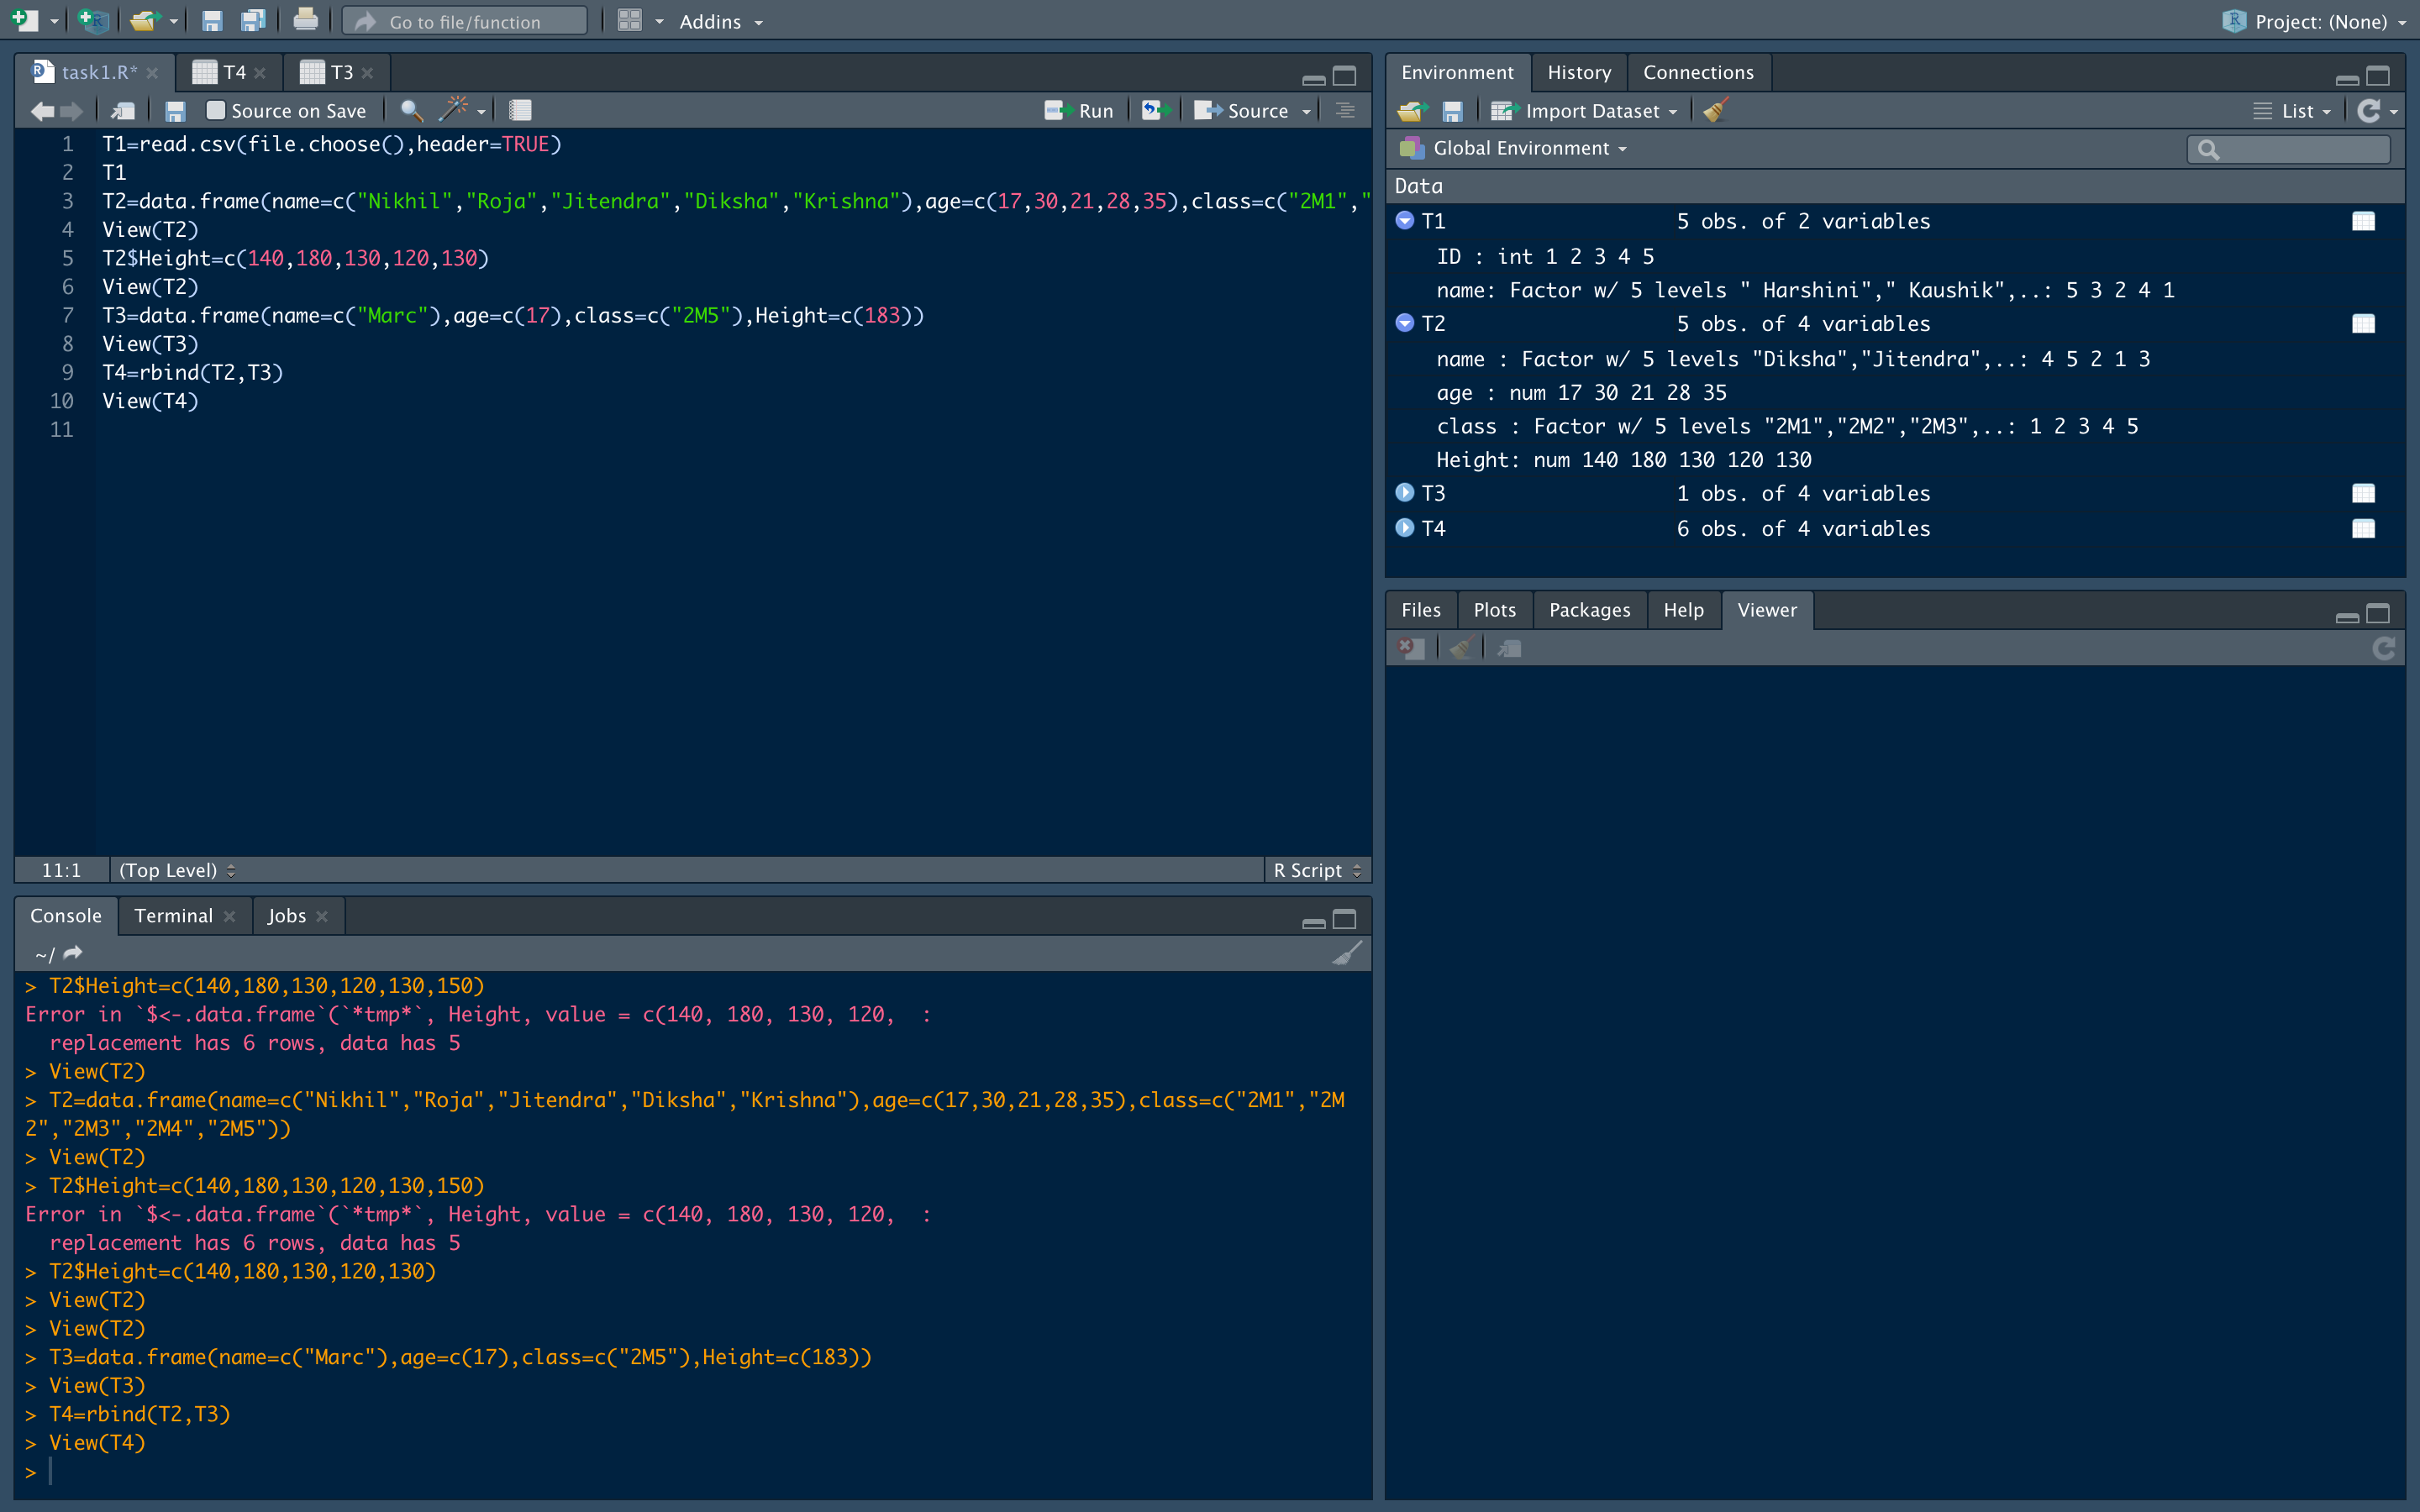 Go to file/function
Addins
Project: (None)
task1.R*
T4
T3
Source on Save
Run
Source
1 T1=read.csv(file.choose(),header=TRUE)
2 T1
3 T2=data.frame(name=c("Nikhil","Roja","Jitendra","Diksha","Krishna"),age=c(17,30,21,28,35),class=c("2M1","
4 View(T2)
5 T2$Height=c(140,180,130,120,130)
6 View(T2)
7 T3=data.frame(name=c("Marc"),age=c(17),class=c("2M5"),Height=c(183))
8 View(T3)
9 T4=rbind(T2,T3)
10 View(T4)
11
11:1
(Top Level)
R Script
Console
Terminal
Jobs
~/
> T2$Height=c(140,180,130,120,130,150)
Error in `$<-.data.frame`(`*tmp*`, Height, value = c(140, 180, 130, 120,  :
  replacement has 6 rows, data has 5
> View(T2)
> T2=data.frame(name=c("Nikhil","Roja","Jitendra","Diksha","Krishna"),age=c(17,30,21,28,35),class=c("2M1","2M
2","2M3","2M4","2M5"))
> View(T2)
> T2$Height=c(140,180,130,120,130,150)
Error in `$<-.data.frame`(`*tmp*`, Height, value = c(140, 180, 130, 120,  :
  replacement has 6 rows, data has 5
> T2$Height=c(140,180,130,120,130)
> View(T2)
> View(T2)
> T3=data.frame(name=c("Marc"),age=c(17),class=c("2M5"),Height=c(183))
> View(T3)
> T4=rbind(T2,T3)
> View(T4)
>
Environment
History
Connections
Import Dataset
List
Global Environment
Data
T1 5 obs. of 2 variables
ID : int 1 2 3 4 5
name: Factor w/ 5 levels " Harshini"," Kaushik",..: 5 3 2 4 1
T2 5 obs. of 4 variables
name : Factor w/ 5 levels "Diksha","Jitendra",..: 4 5 2 1 3
age : num 17 30 21 28 35
class : Factor w/ 5 levels "2M1","2M2","2M3",..: 1 2 3 4 5
Height: num 140 180 130 120 130
T3 1 obs. of 4 variables
T4 6 obs. of 4 variables
Files
Plots
Packages
Help
Viewer